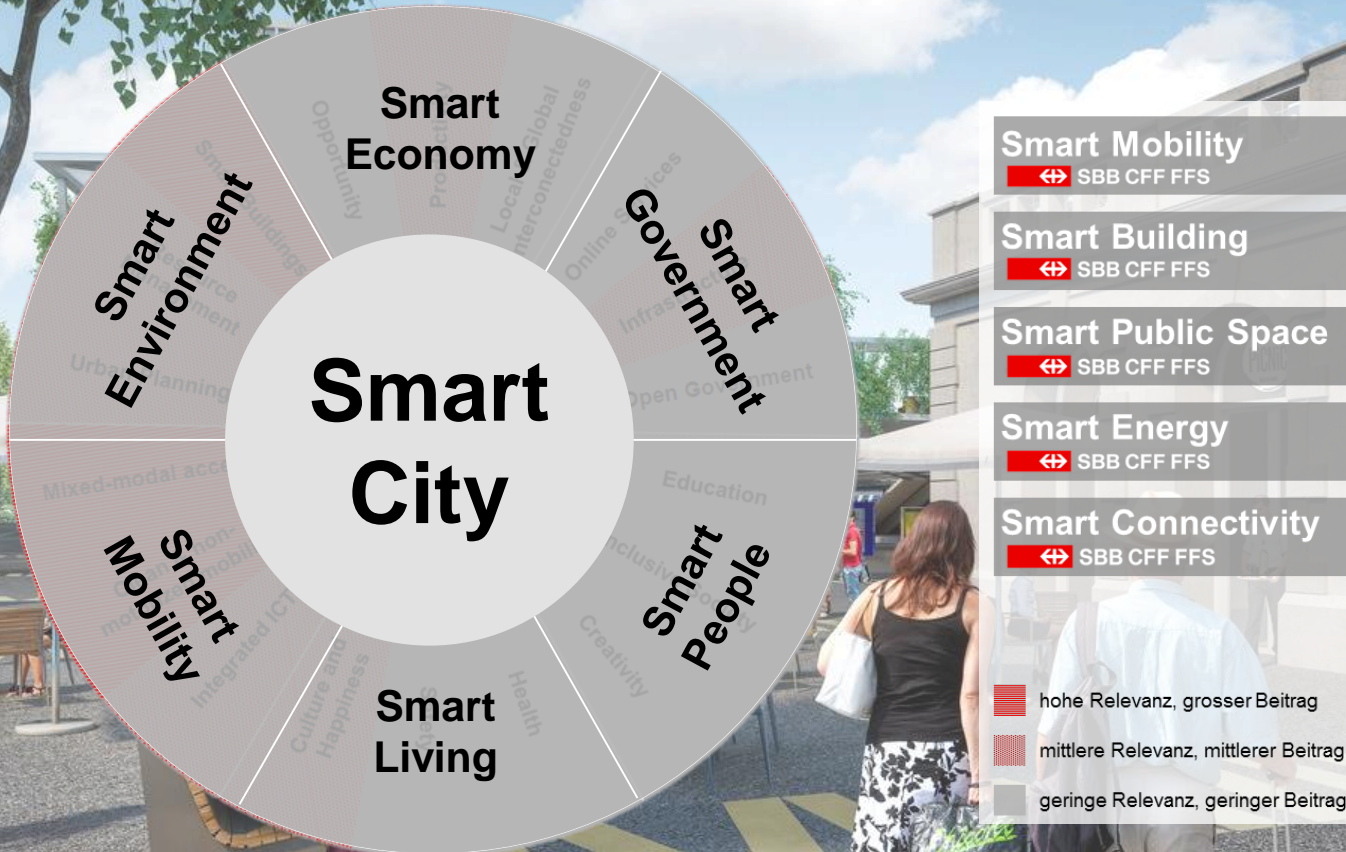 Smart
Economy
Opportunity
Productivity
Local & Global
Interconnectedness
Smart
Government
Online Services
Infrastructure
Open Government
Smart
People
Education
Inclusive Society
Creativity
Smart
Living
Culture and
Happiness
Health
Smart
Mobility
Mixed-modal acce
non-
Integrated ICT
Smart
Environment
Smart Buildings
Resource
Management
Urban Planning
Smart
City
Smart Mobility
SBB CFF FFS
Smart Building
SBB CFF FFS
Smart Public Space
SBB CFF FFS
Smart Energy
SBB CFF FFS
Smart Connectivity
SBB CFF FFS
hohe Relevanz, grosser Beitrag
mittlere Relevanz, mittlerer Beitrag
geringe Relevanz, geringer Beitrag